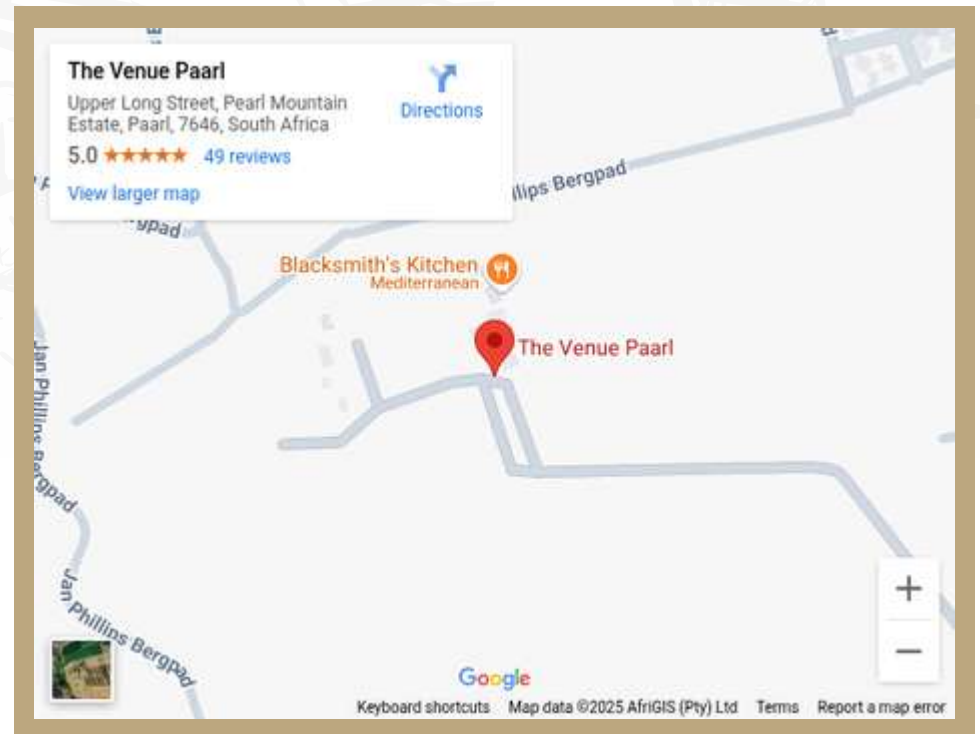 The Venue Paarl
Upper Long Street, Pearl Mountain
Estate, Paarl, 7646, South Africa
5.0
49 reviews
View larger map
Directions
ilips Bergpad
gpad
Blacksmith's Kitchen
Mediterranean
The Venue Paarl
Jan Phillips Bergpad
Jan Phillips Bergpad
Google
Keyboard shortcuts
Map data ©2025 AfriGIS (Pty) Ltd
Terms
Report a map error